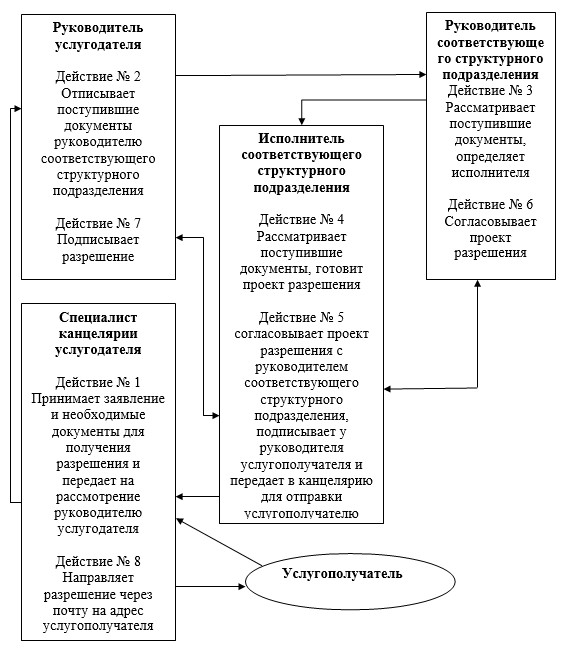 Руководитель
услугодателя
Действие № 2
Отписывает
поступившие
документы
руководителю
соответствующего
структурного
подразделения
Действие № 7
Подписывает
разрешение
Руководитель
соответствующе
го структурного
подразделения
Действие № 3
Рассматривает
поступившие
документы,
определяет
исполнителя
Действие № 6
Согласовывает
проект
разрешения
Исполнитель
соответствующего
структурного
подразделения
Действие № 4
Рассматривает
поступившие
документы, готовит
проект разрешения
Действие № 5
согласовывает проект
разрешения с
руководителем
соответствующего
структурного
подразделения,
подписывает у
руководителя
услугополучателя и
передает в канцелярию
для отправки
услугополучателю
Специалист
канцелярии
услугодателя
Действие № 1
Принимает заявление
и необходимые
документы для
получения
разрешения и
передает на
рассмотрение
руководителю
услугодателя
Действие № 8
Направляет
разрешение через
почту на адрес
услугополучателя
Услугополучатель